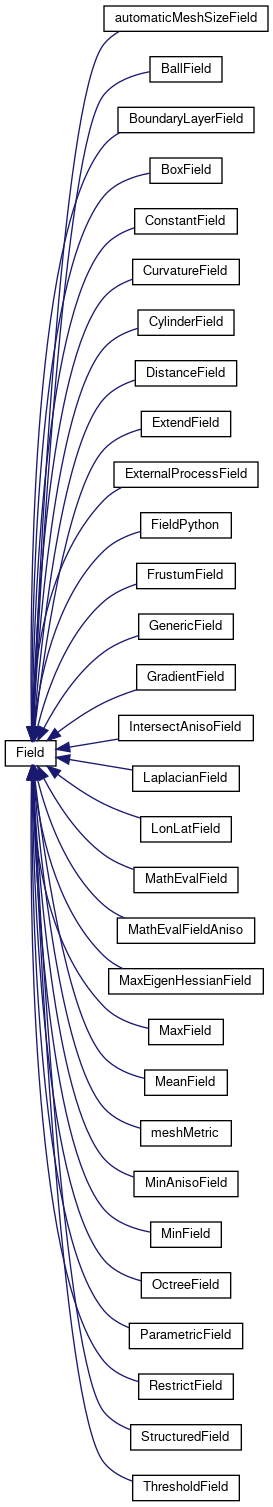 automaticMeshSizeField
BallField
BoundaryLayerField
BoxField
ConstantField
CurvatureField
CylinderField
DistanceField
ExtendField
ExternalProcessField
FieldPython
FrustumField
GenericField
GradientField
IntersectAnisoField
Field
LaplacianField
LonLatField
MathEvalField
MathEvalFieldAniso
MaxEigenHessianField
MaxField
MeanField
meshMetric
MinAnisoField
MinField
OctreeField
ParametricField
RestrictField
StructuredField
ThresholdField